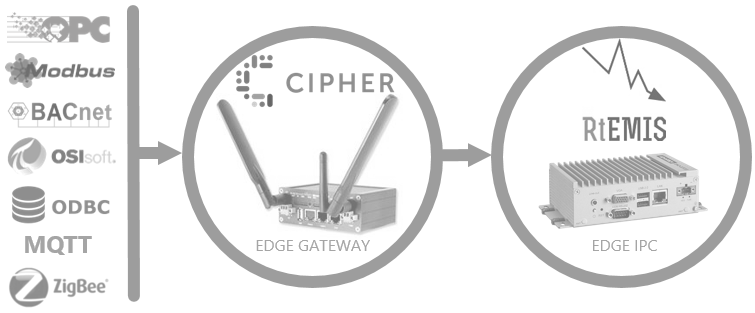 OPC
Modbus
BACnet
OSIsoft.
ODBC
MQTT
ZigBee®
CIPHER
EDGE GATEWAY
RtEMIS
EDGE IPC